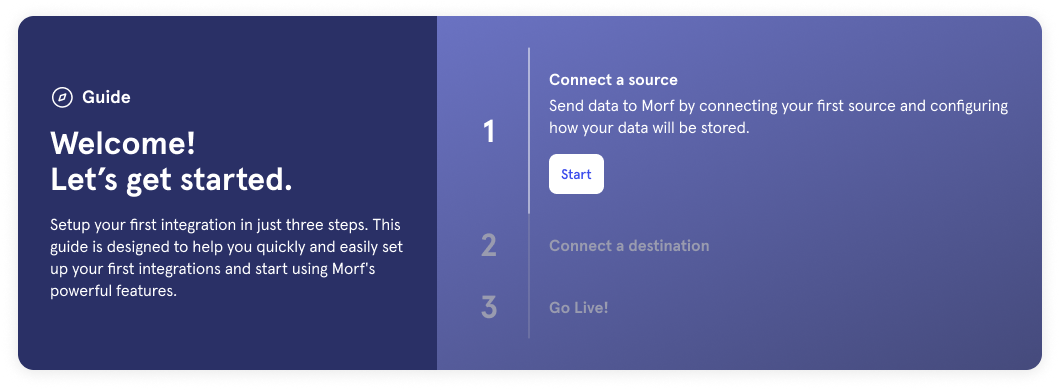 Guide
Welcome!
Let’s get started.
Setup your first integration in just three steps. This
guide is designed to help you quickly and easily set
up your first integrations and start using Morf's
powerful features.
1
Connect a source
Send data to Morf by connecting your first source and configuring
how your data will be stored.
Start
2
Connect a destination
3
Go Live!